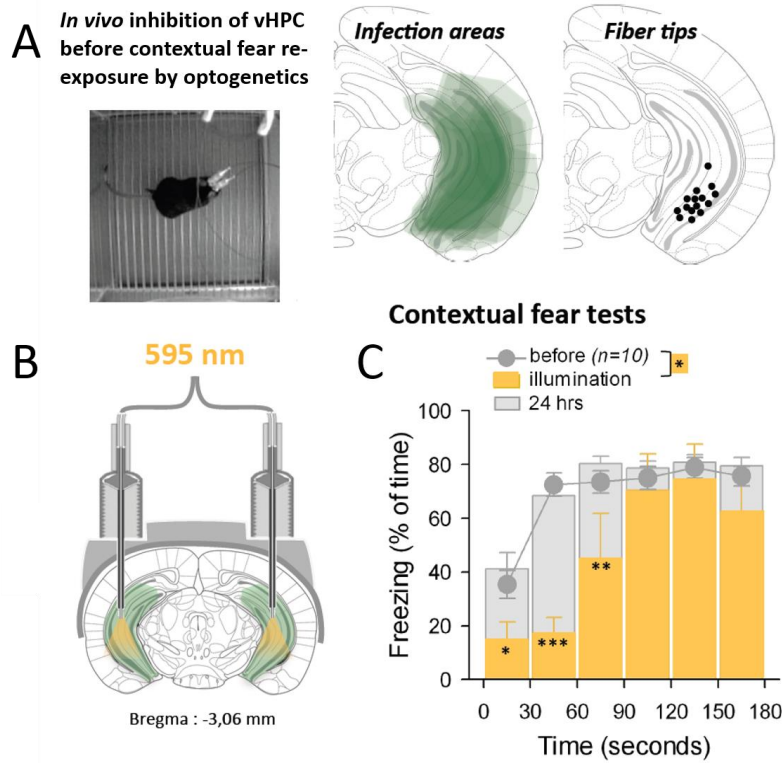 A
In vivo inhibition of vHPC
before contextual fear re-
exposure by optogenetics
Infection areas
Fiber tips
B
595 nm
Bregma : -3,06 mm
Contextual fear tests
C
before (n=10)
illumination
24 hrs
*
Freezing (% of time)
100
80
60
40
20
0
*
***
**
0 30 60 90 120 150 180
Time (seconds)